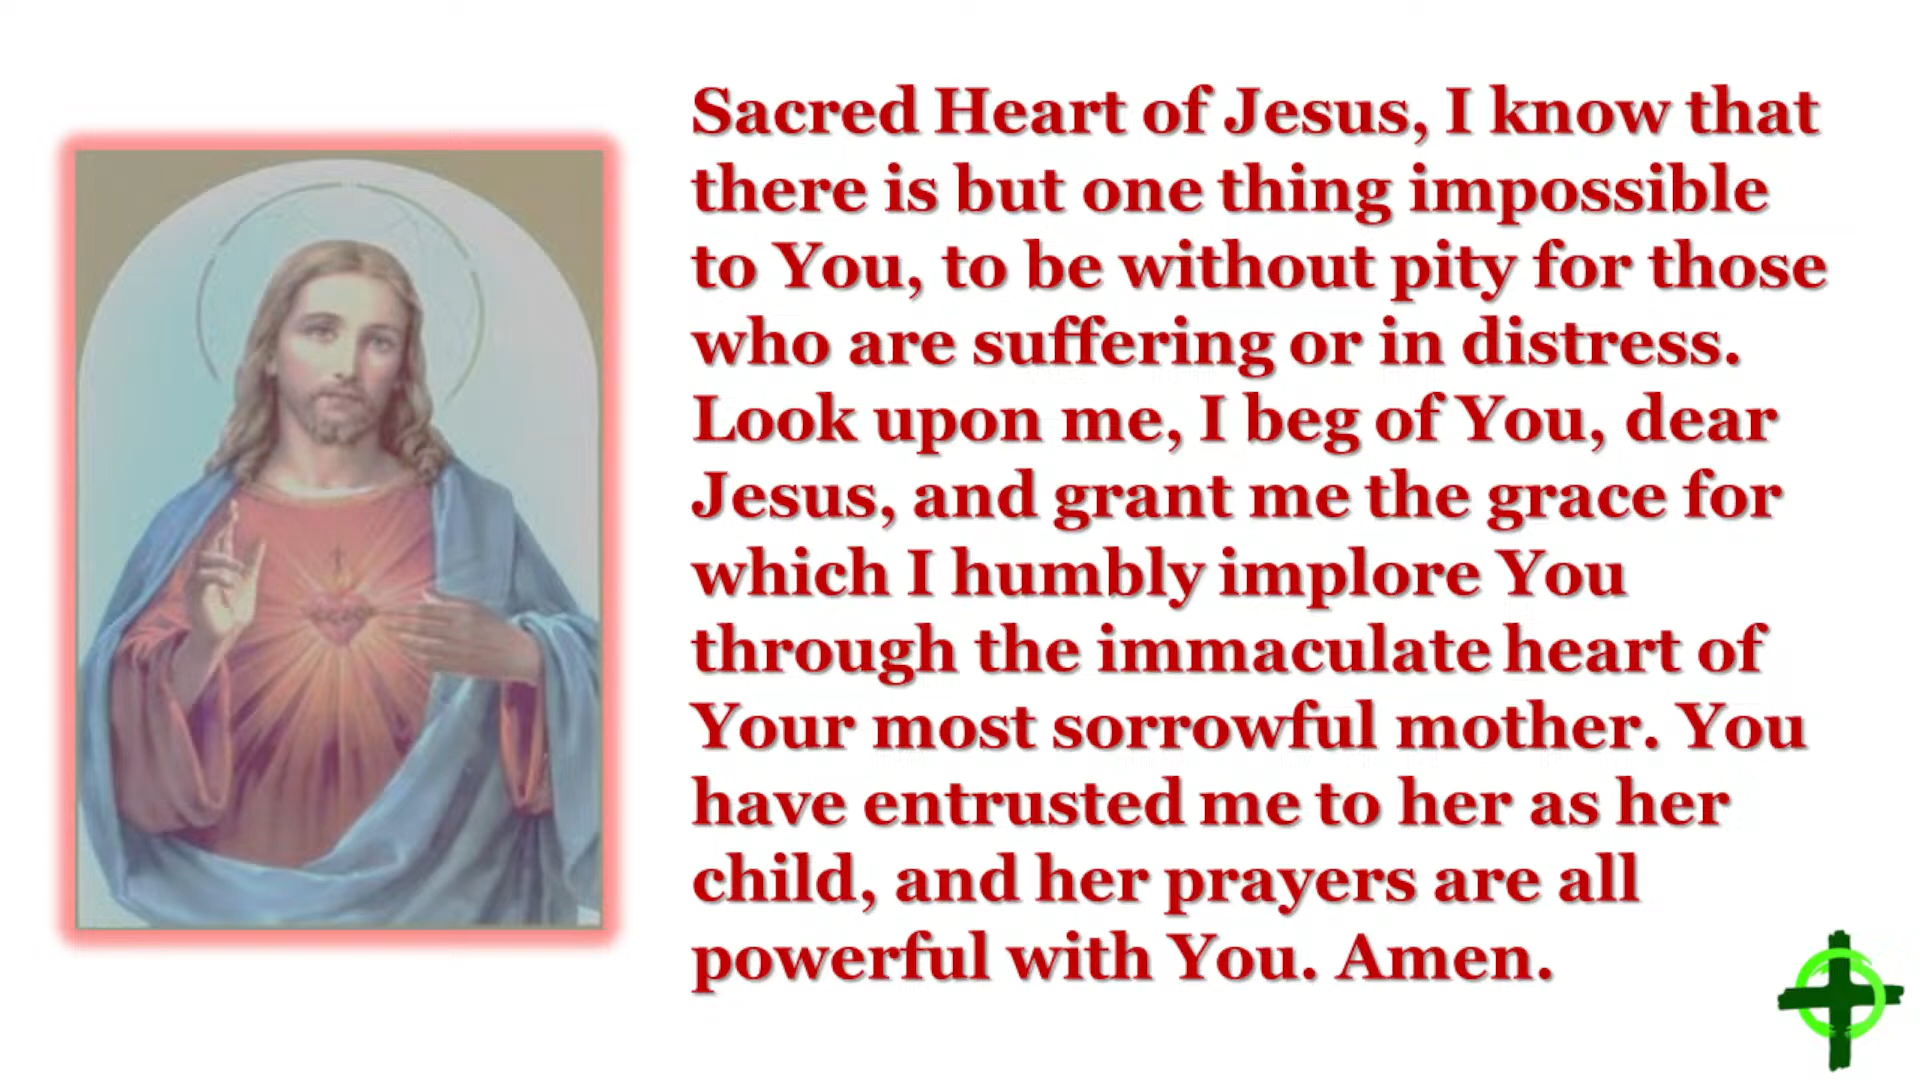 Sacred Heart of Jesus, I know that
there is but one thing impossible
to You, to be without pity for those
who are suffering or in distress.
Look upon me, I beg of You, dear
Jesus, and grant me the grace for
which I humbly implore You
through the immaculate heart of
Your most sorrowful mother. You
have entrusted me to her as her
child, and her prayers are all
powerful with You. Amen.